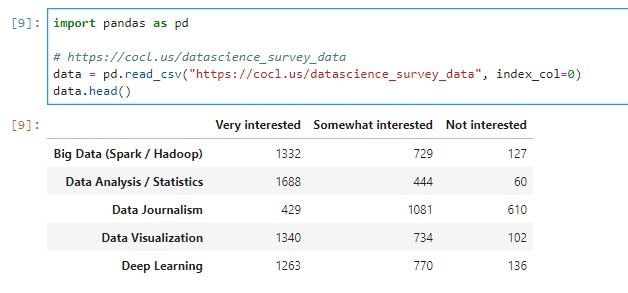 [9]: import pandas as pd
# https://cocl.us/datascience_survey_data
data = pd.read_csv("https://cocl.us/datascience_survey_data", index_col=0)
data.head()
[9]: Very interested Somewhat interested Not interested
Big Data (Spark / Hadoop) 1332 729 127
Data Analysis / Statistics 1688 444 60
Data Journalism 429 1081 610
Data Visualization 1340 734 102
Deep Learning 1263 770 136